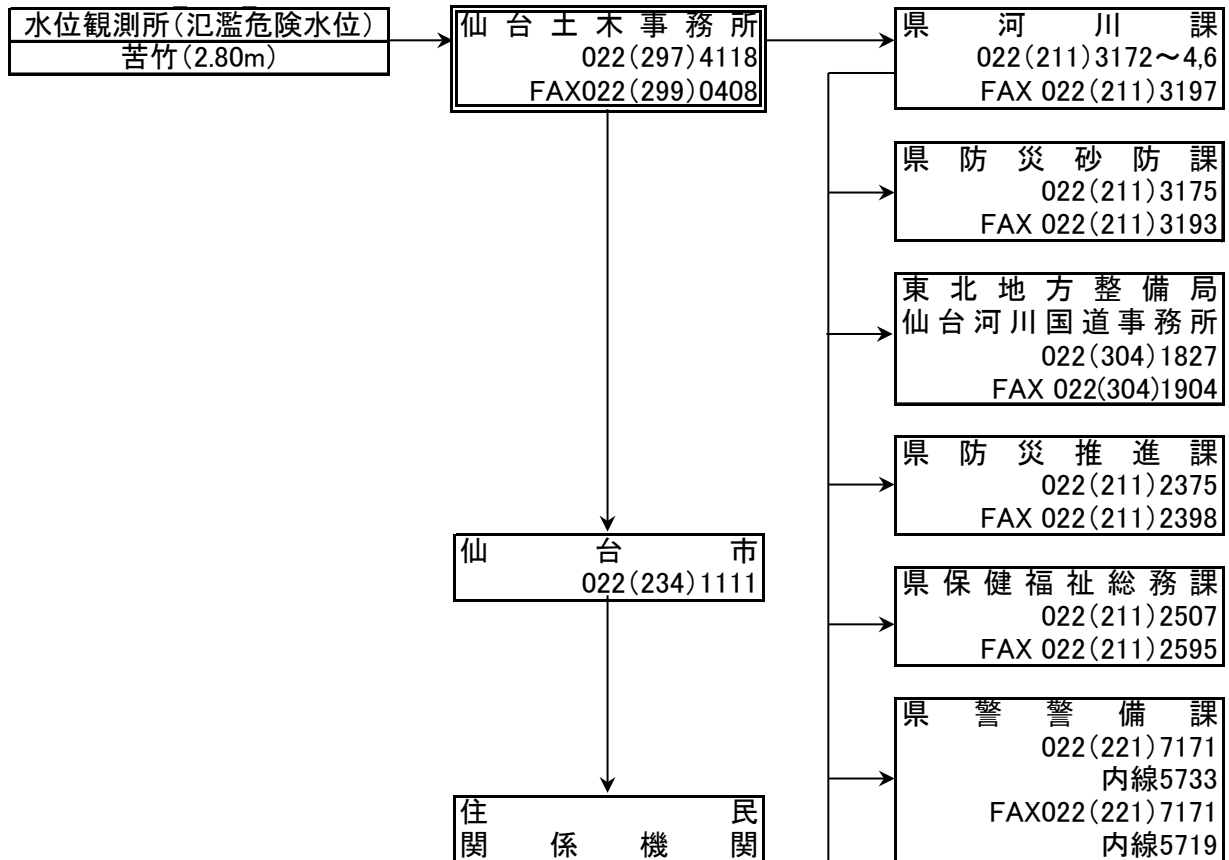 水位観測所(氾濫危険水位)
苦竹(2.80m)
仙台土木事務所
022(297)4118
FAX022(299)0408
県河川課
022(211)3172～4,6
FAX 022(211)3197
県防災砂防課
022(211)3175
FAX 022(211)3193
東北地方整備局
仙台河川国道事務所
022(304)1827
FAX 022(304)1904
県防災推進課
022(211)2375
FAX 022(211)2398
仙台市
022(234)1111
県保健福祉総務課
022(211)2507
FAX 022(211)2595
県警警備課
022(221)7171
内線5733
FAX022(221)7171
内線5719
住民
関係機関